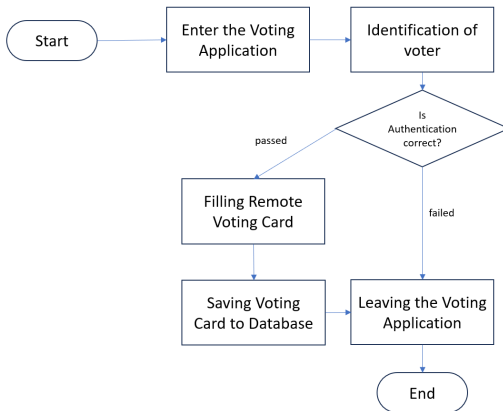 Start
Enter the Voting
Application
Identification of
voter
Is
Authentication
correct?
passed
failed
Filling Remote
Voting Card
Saving Voting
Card to Database
Leaving the Voting
Application
End